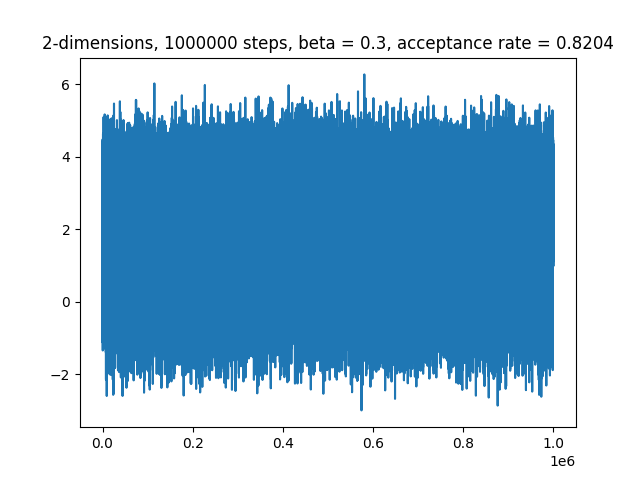 2-dimensions, 1000000 steps, beta = 0.3, acceptance rate = 0.8204
6
4
2
0
−2
0.0 0.2 0.4 0.6 0.8 1.0
1e6